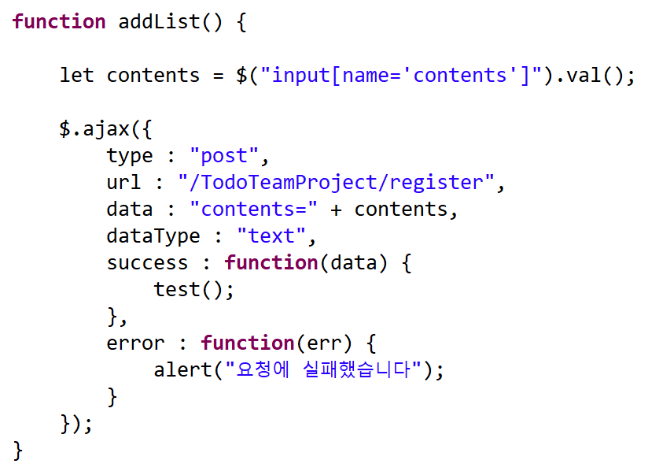 function addList() {
let contents = $("input[name='contents']").val();
$.ajax({
type : "post",
url : "/TodoTeamProject/register",
data : "contents=" + contents,
dataType : "text",
success : function(data) {
test();
},
error : function(err) {
alert("요청에 실패했습니다");
}
});
}